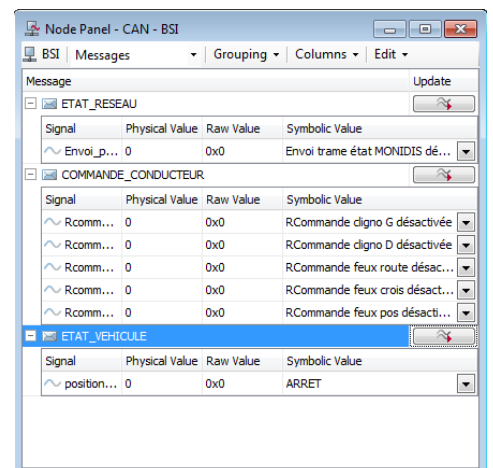 Node Panel - CAN - BSI
BSI Messages Grouping Columns Edit
Message Update
ETAT_RESEAU
Signal Physical Value Raw Value Symbolic Value
Envoi_p... 0 0x0 Envoi trame état MONIDIS dé...
COMMANDE_CONDUCTEUR
Signal Physical Value Raw Value Symbolic Value
Rcomm... 0 0x0 RCommande cligno G désactivée
Rcomm... 0 0x0 RCommande cligno D désactivée
Rcomm... 0 0x0 RCommande feux route désac...
Rcomm... 0 0x0 RCommande feux crois désact...
Rcomm... 0 0x0 RCommande feux pos désacti...
ETAT_VEHICULE
Signal Physical Value Raw Value Symbolic Value
position... 0 0x0 ARRET